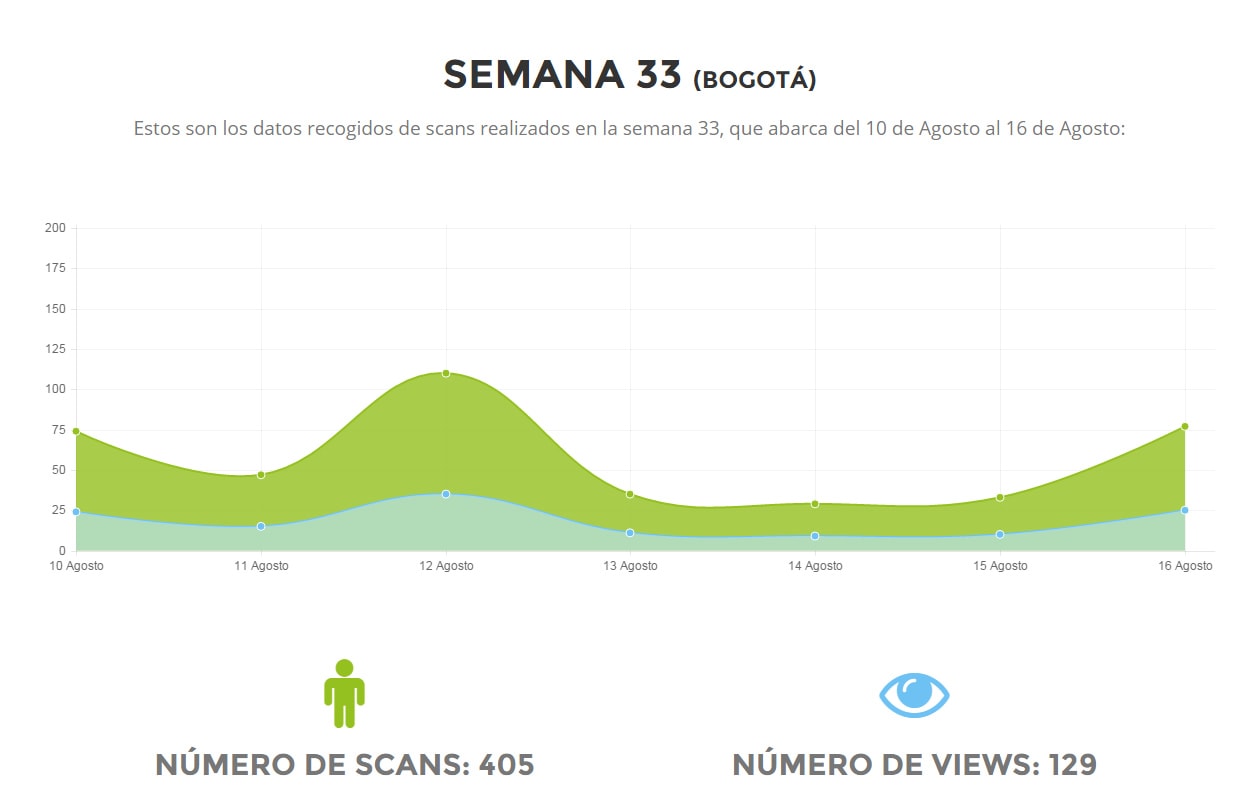 SEMANA 33 (BOGOTÁ)
Estos son los datos recogidos de scans realizados en la semana 33, que abarca del 10 de Agosto al 16 de Agosto:
200
175
150
125
100
75
50
25
0
10 Agosto 11 Agosto 12 Agosto 13 Agosto 14 Agosto 15 Agosto 16 Agosto
NÚMERO DE SCANS: 405 NÚMERO DE VIEWS: 129